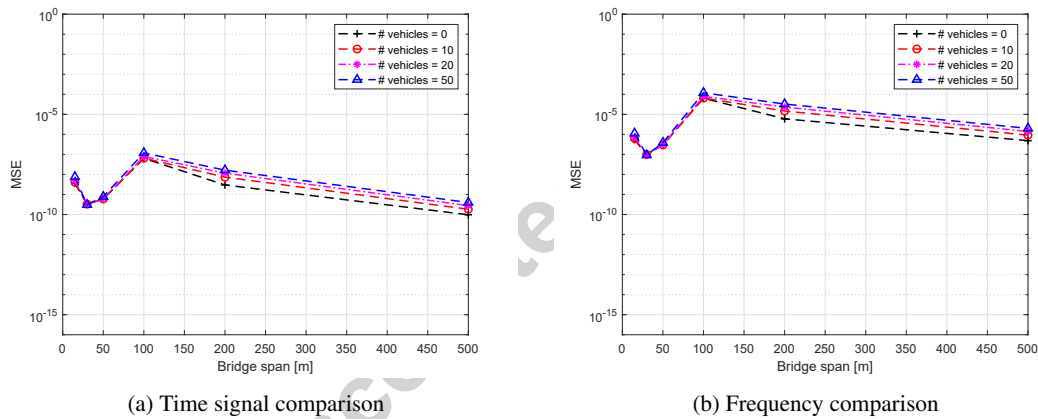 10^0
10^-5
10^-10
10^-15
MSE
0 50 100 150 200 250 300 350 400 450 500
Bridge span [m]
# vehicles = 0
# vehicles = 10
# vehicles = 20
# vehicles = 50
(a) Time signal comparison
10^0
10^-5
10^-10
10^-15
MSE
0 50 100 150 200 250 300 350 400 450 500
Bridge span [m]
# vehicles = 0
# vehicles = 10
# vehicles = 20
# vehicles = 50
(b) Frequency comparison